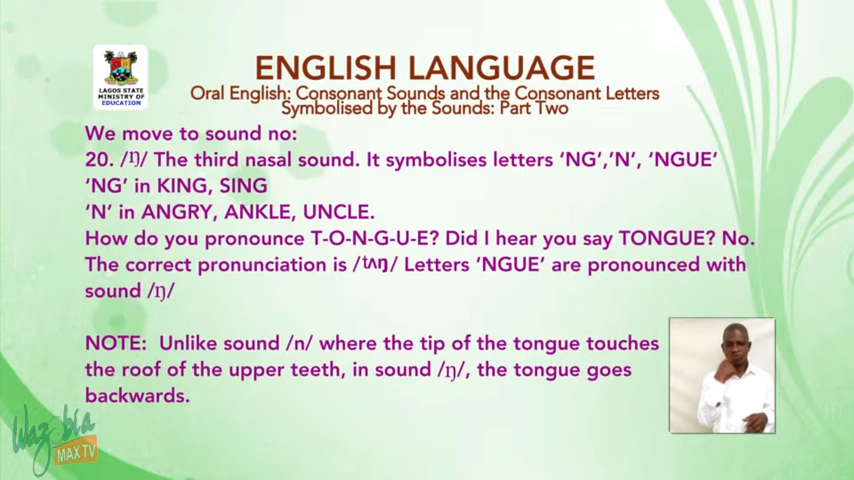 LAGOS STATE
MINISTRY OF
EDUCATION
ENGLISH LANGUAGE
Oral English: Consonant Sounds and the Consonant Letters
Symbolised by the Sounds: Part Two
We move to sound no:
20. /ŋ/ The third nasal sound. It symbolises letters ‘NG’,’N’, ‘NGUE’
‘NG’ in KING, SING
‘N’ in ANGRY, ANKLE, UNCLE.
How do you pronounce T-O-N-G-U-E? Did I hear you say TONGUE? No.
The correct pronunciation is /tʌŋ/ Letters ‘NGUE’ are pronounced with
sound /ŋ/
NOTE: Unlike sound /n/ where the tip of the tongue touches
the roof of the upper teeth, in sound /ŋ/, the tongue goes
backwards.
Wazobia
MAX TV